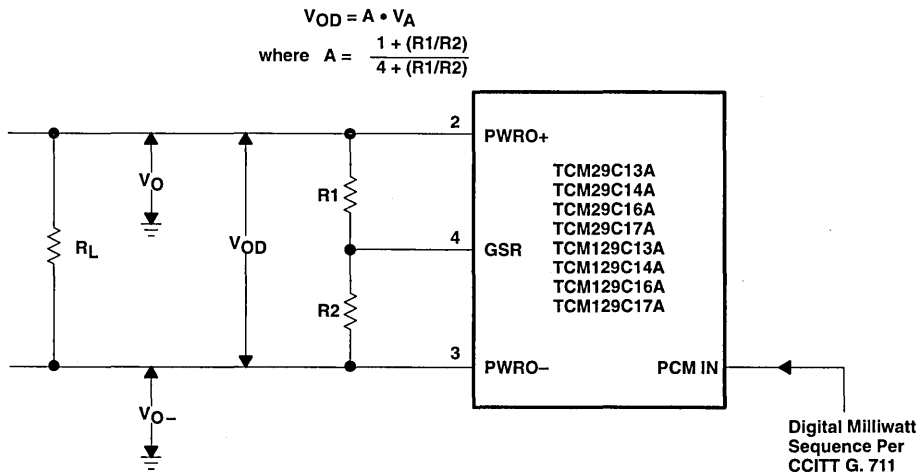 VOD = A • VA
where A = 1 + (R1/R2)
4 + (R1/R2)
2
PWRO+
VO
R1
TCM29C13A
TCM29C14A
TCM29C16A
TCM29C17A
TCM129C13A
TCM129C14A
TCM129C16A
TCM129C17A
RL
VOD
4
GSR
R2
3
PWRO–
PCM IN
VO–
Digital Milliwatt
Sequence Per
CCITT G. 711